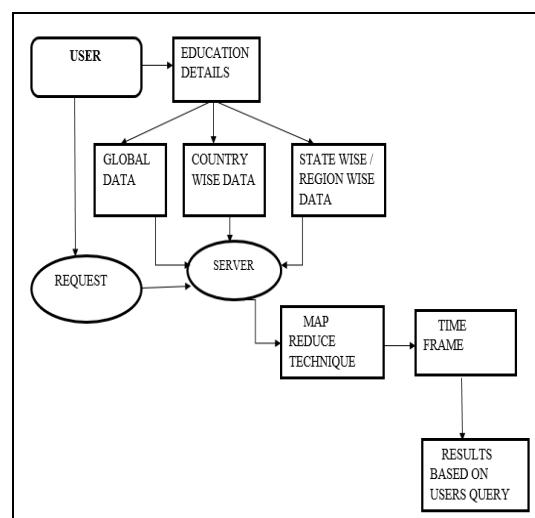 USER
EDUCATION
DETAILS
GLOBAL
DATA
COUNTRY
WISE DATA
STATE WISE /
REGION WISE
DATA
REQUEST
SERVER
MAP
REDUCE
TECHNIQUE
TIME
FRAME
RESULTS
BASED ON
USERS QUERY